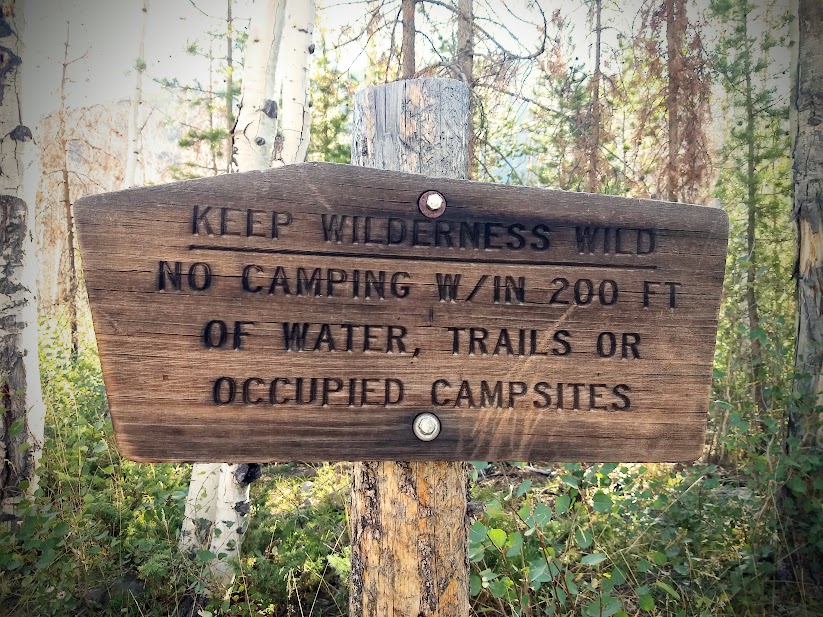 KEEP WILDERNESS WILD
NO CAMPING W/IN 200 FT
OF WATER, TRAILS OR
OCCUPIED CAMPSITES